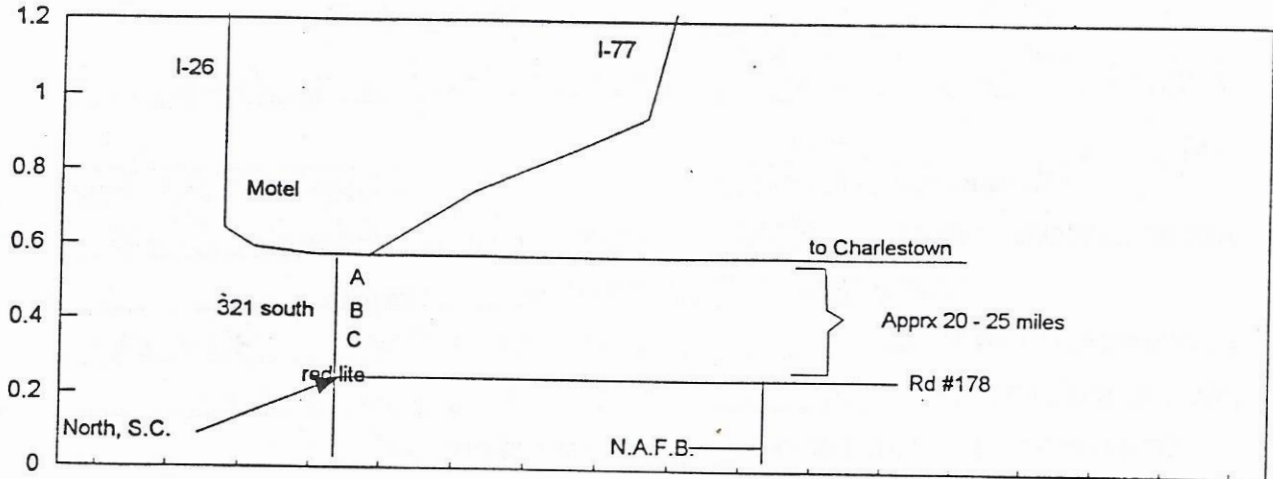 1.2
I-26
I-77
1
0.8
Motel
0.6
to Charlestown
A
0.4
321 south
B
Apprx 20 - 25 miles
C
red lite
0.2
Rd #178
North, S.C.
N.A.F.B.
0